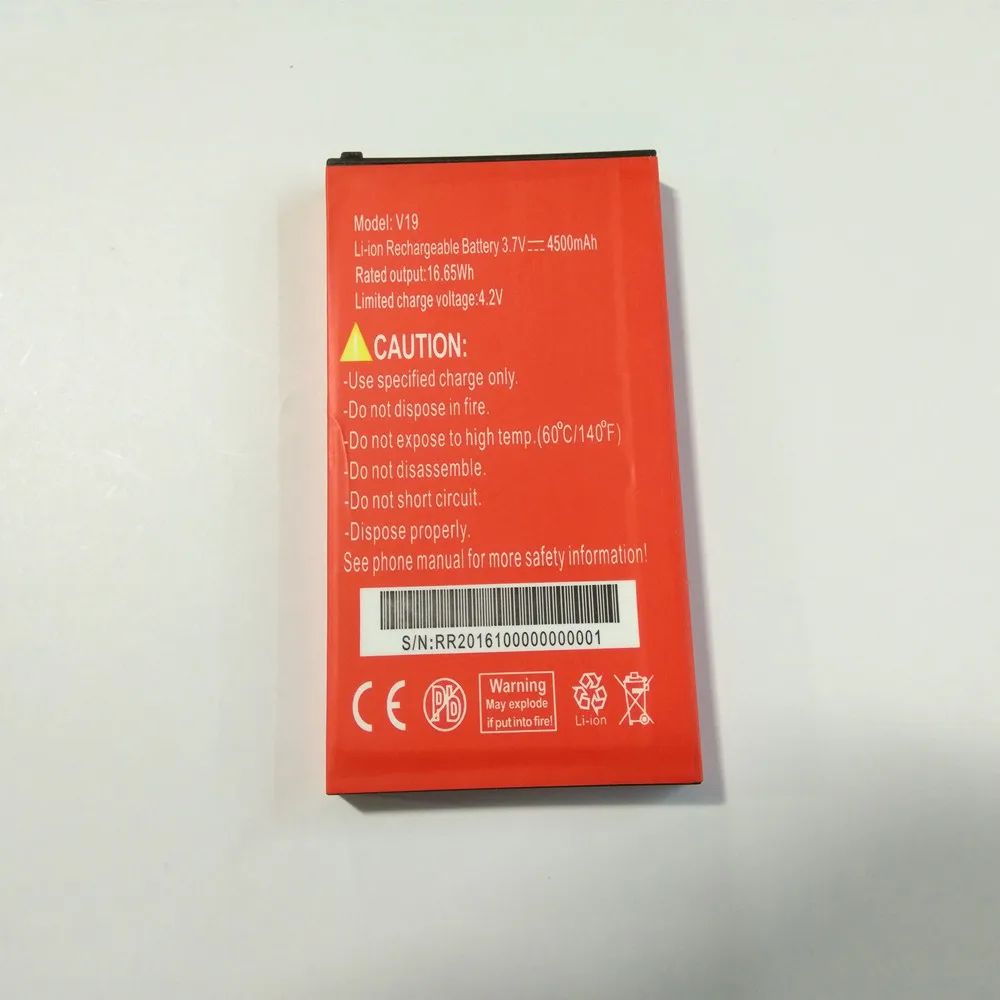 Model: V19
Li-ion Rechargeable Battery 3.7V⎓4500mAh
Rated output:16.65Wh
Limited charge voltage:4.2V
CAUTION:
-Use specified charge only.
-Do not dispose in fire.
-Do not expose to high temp.(60°C/140°F)
-Do not disassemble.
-Do not short circuit.
-Dispose properly.
See phone manual for more safety information!
S/N:RR2016100000000001
CE
Pb
Warning
May explode
if put into fire!
Li-ion